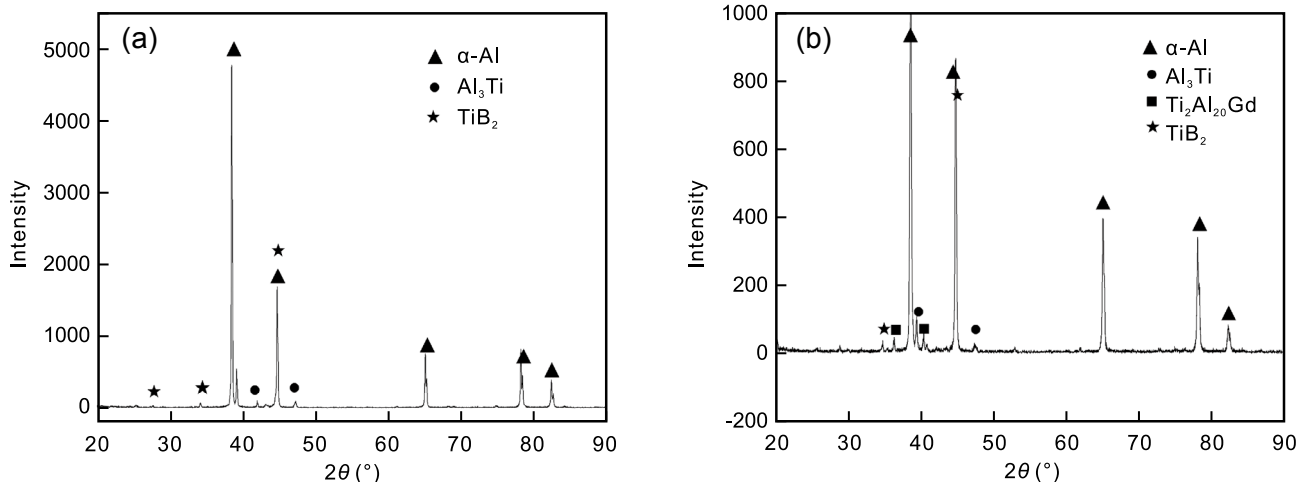 (a)
α-Al
Al₃Ti
TiB₂
Intensity
5000
4000
3000
2000
1000
0
20 30 40 50 60 70 80 90
2θ (°)
(b)
α-Al
Al₃Ti
Ti₂Al₂₀Gd
TiB₂
Intensity
1000
800
600
400
200
0
-200
20 30 40 50 60 70 80 90
2θ (°)